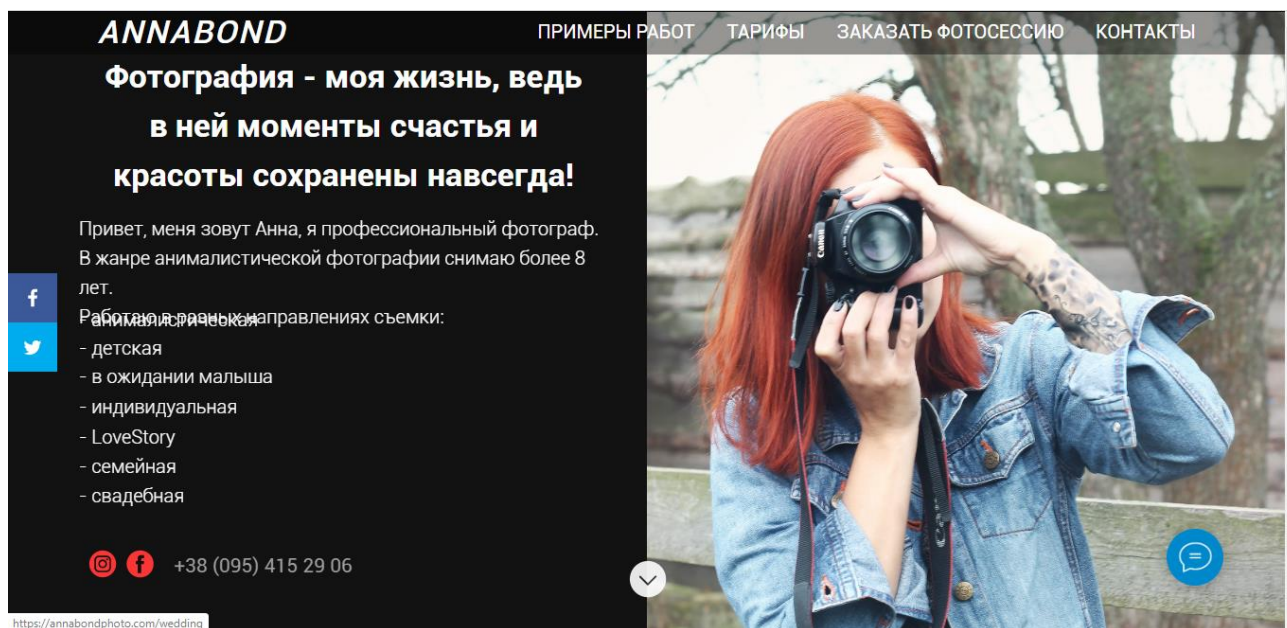 ANNABOND
ПРИМЕРЫ РАБОТ ТАРИФЫ ЗАКАЗАТЬ ФОТОСЕССИЮ КОНТАКТЫ
Фотография - моя жизнь, ведь
в ней моменты счастья и
красоты сохранены навсегда!
Привет, меня зовут Анна, я профессиональный фотограф.
В жанре анималистической фотографии снимаю более 8
лет.
Работаю в разных направлениях съемки:
- анималистическая
- детская
- в ожидании малыша
- индивидуальная
- LoveStory
- семейная
- свадебная
+38 (095) 415 29 06
Canon
https://annabondphoto.com/wedding